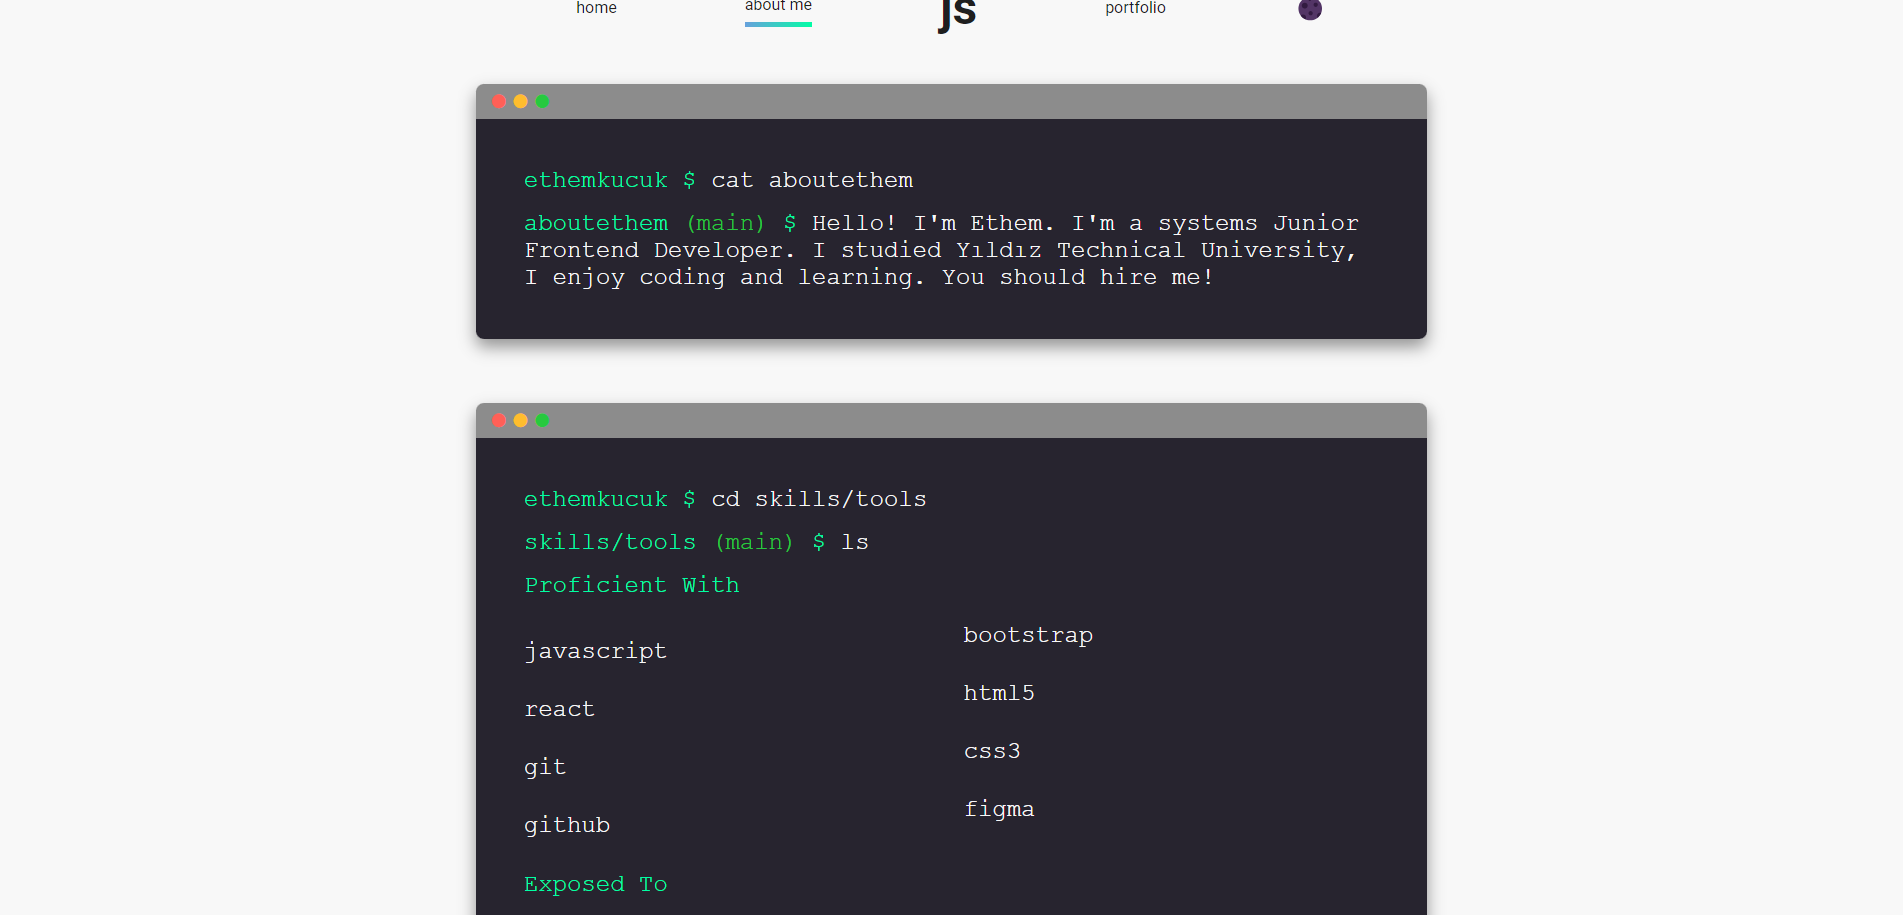 home
about me
js
portfolio
ethemkucuk $ cat aboutethem
aboutethem (main) $ Hello! I'm Ethem. I'm a systems Junior
Frontend Developer. I studied Yıldız Technical University,
I enjoy coding and learning. You should hire me!
ethemkucuk $ cd skills/tools
skills/tools (main) $ ls
Proficient With
javascript
react
git
github
bootstrap
html5
css3
figma
Exposed To